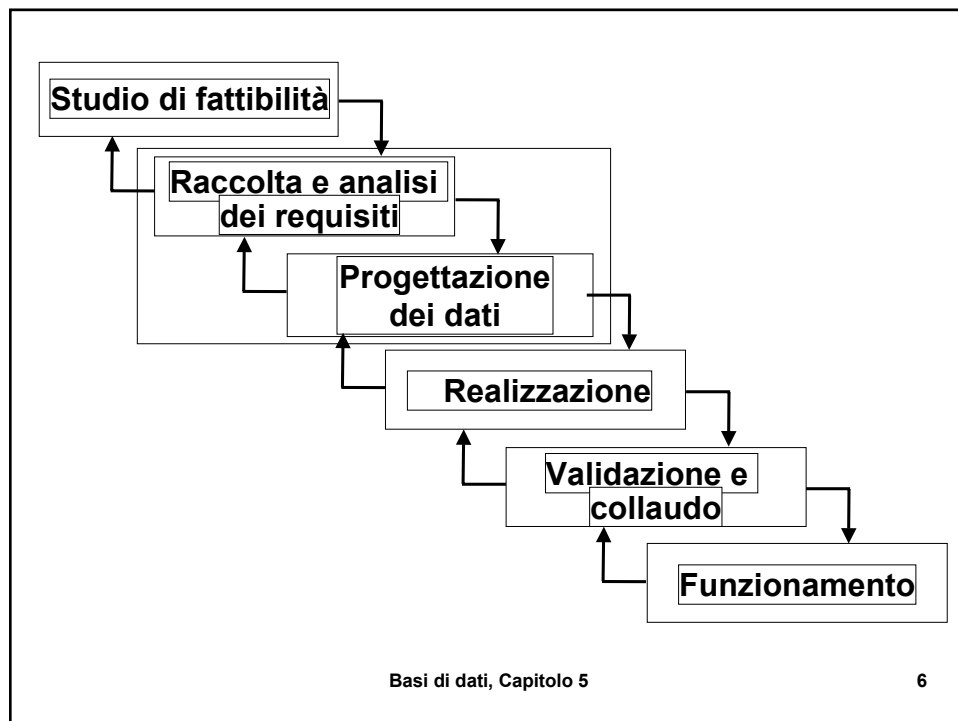 Studio di fattibilità
Raccolta e analisi
dei requisiti
Progettazione
dei dati
Realizzazione
Validazione e
collaudo
Funzionamento
Basi di dati, Capitolo 5
6